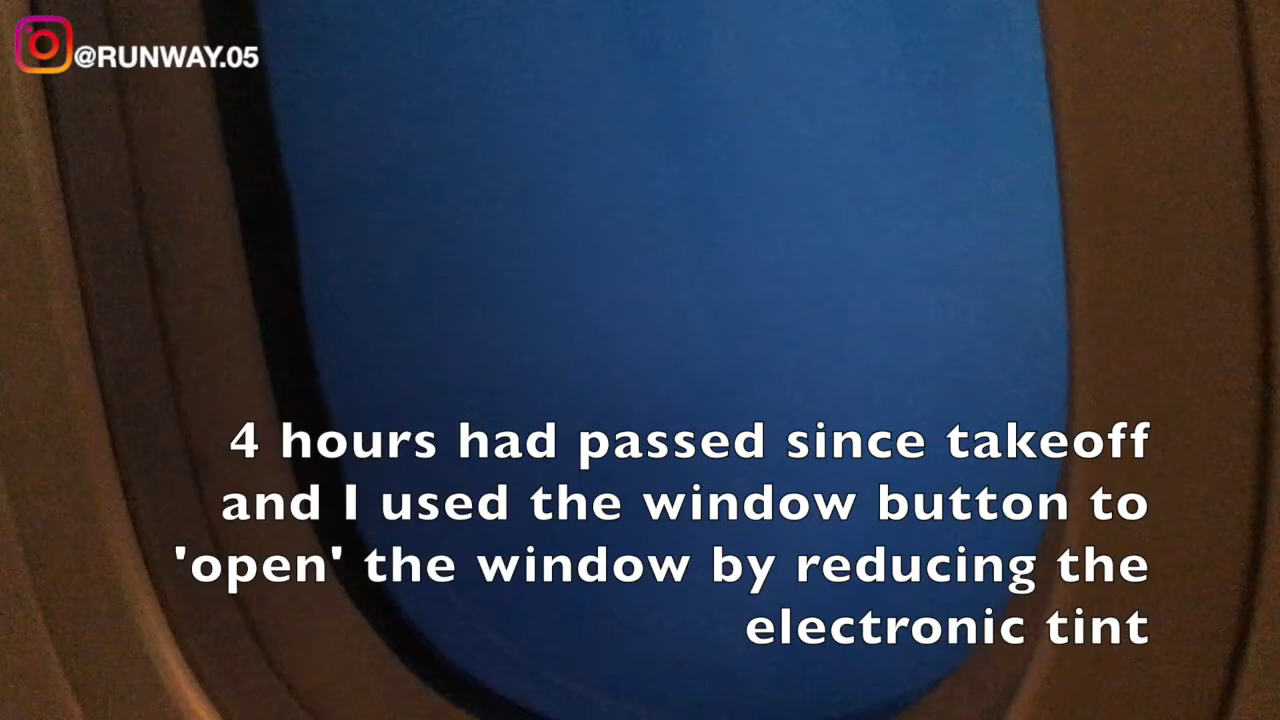 @RUNWAY.05
4 hours had passed since takeoff
and I used the window button to
'open' the window by reducing the
electronic tint